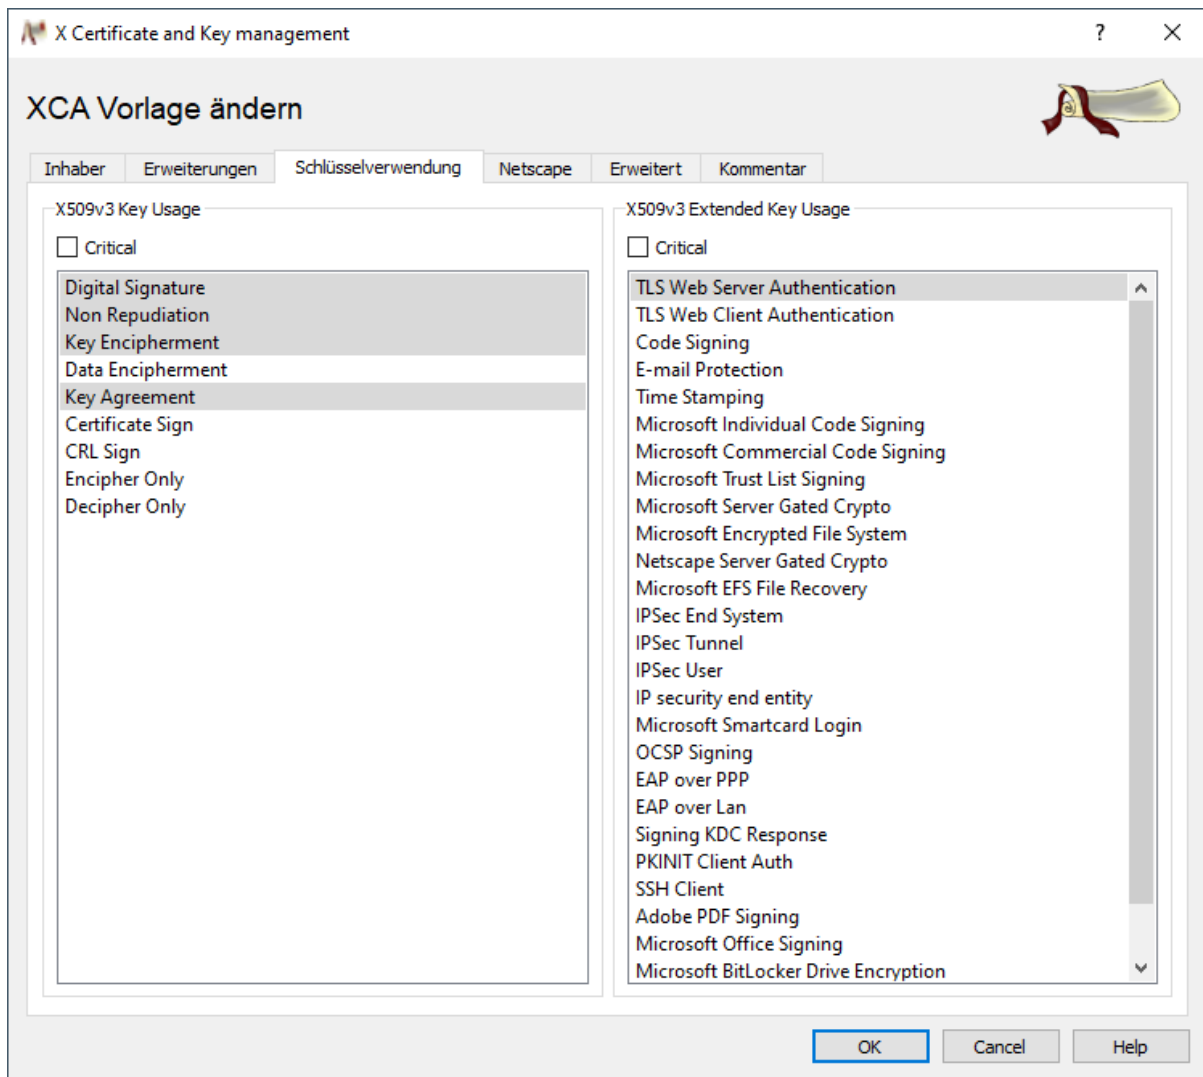 X Certificate and Key management
XCA Vorlage ändern
Inhaber
Erweiterungen
Schlüsselverwendung
Netscape
Erweitert
Kommentar
X509v3 Key Usage
Critical
Digital Signature
Non Repudiation
Key Encipherment
Data Encipherment
Key Agreement
Certificate Sign
CRL Sign
Encipher Only
Decipher Only
X509v3 Extended Key Usage
Critical
TLS Web Server Authentication
TLS Web Client Authentication
Code Signing
E-mail Protection
Time Stamping
Microsoft Individual Code Signing
Microsoft Commercial Code Signing
Microsoft Trust List Signing
Microsoft Server Gated Crypto
Microsoft Encrypted File System
Netscape Server Gated Crypto
Microsoft EFS File Recovery
IPSec End System
IPSec Tunnel
IPSec User
IP security end entity
Microsoft Smartcard Login
OCSP Signing
EAP over PPP
EAP over Lan
Signing KDC Response
PKINIT Client Auth
SSH Client
Adobe PDF Signing
Microsoft Office Signing
Microsoft BitLocker Drive Encryption
OK
Cancel
Help